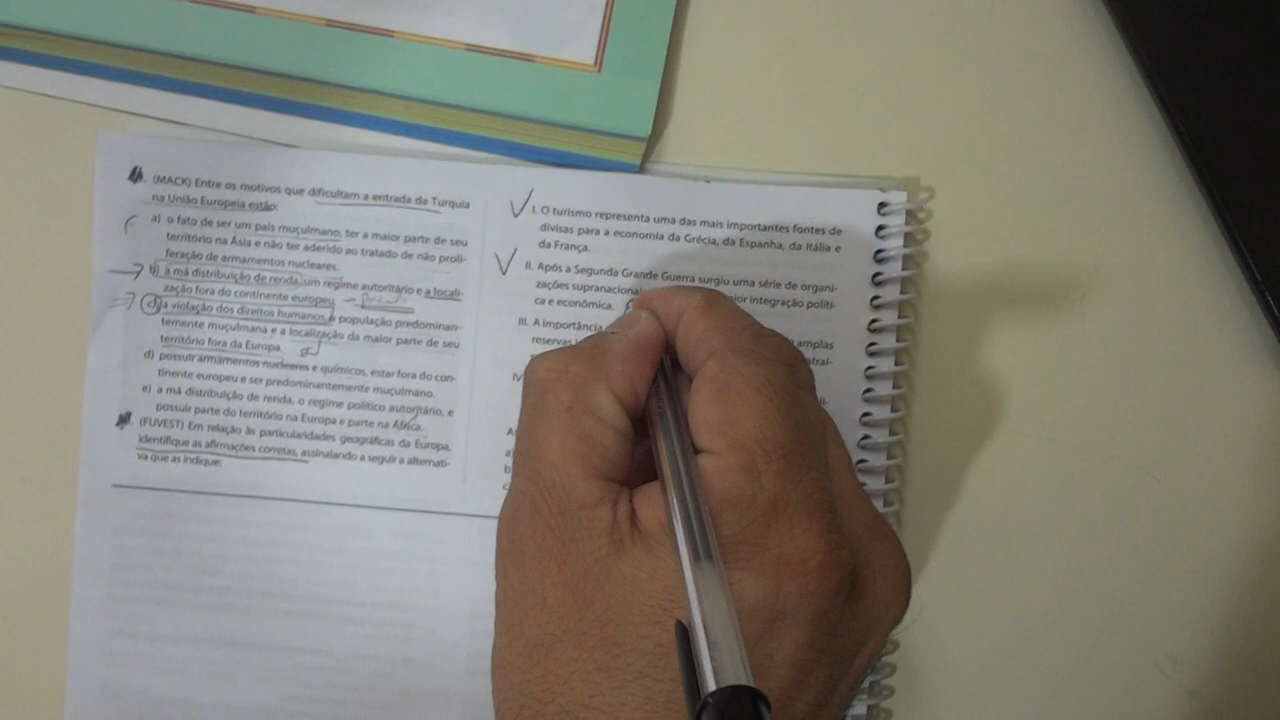 (MACK) Entre os motivos que dificultam a entrada da Turquia
na União Europeia estão:
a) o fato de ser um país muçulmano, ter a maior parte de seu
território na Ásia e não ter aderido ao tratado de não proli-
feração de armamentos nucleares.
b) a má distribuição de renda, um regime autoritário e a locali-
zação fora do continente europeu.
c) a violação dos direitos humanos, a população predominan-
temente muçulmana e a localização da maior parte de seu
território fora da Europa.
d) possuir armamentos nucleares e químicos, estar fora do con-
tinente europeu e ser predominantemente muçulmano.
e) a má distribuição de renda, o regime político autoritário, e
possuir parte do território na Europa e parte na África.
(FUVEST) Em relação às particularidades geográficas da Europa,
identifique as afirmações corretas, assinalando a seguir a alternati-
va que as indique:
I. O turismo representa uma das mais importantes fontes de
divisas para a economia da Grécia, da Espanha, da Itália e
da França.
II. Após a Segunda Grande Guerra surgiu uma série de organi-
zações supranacionai ior integração políti-
ca e econômica.
III. A importância amplas
reservas
a)
b
c